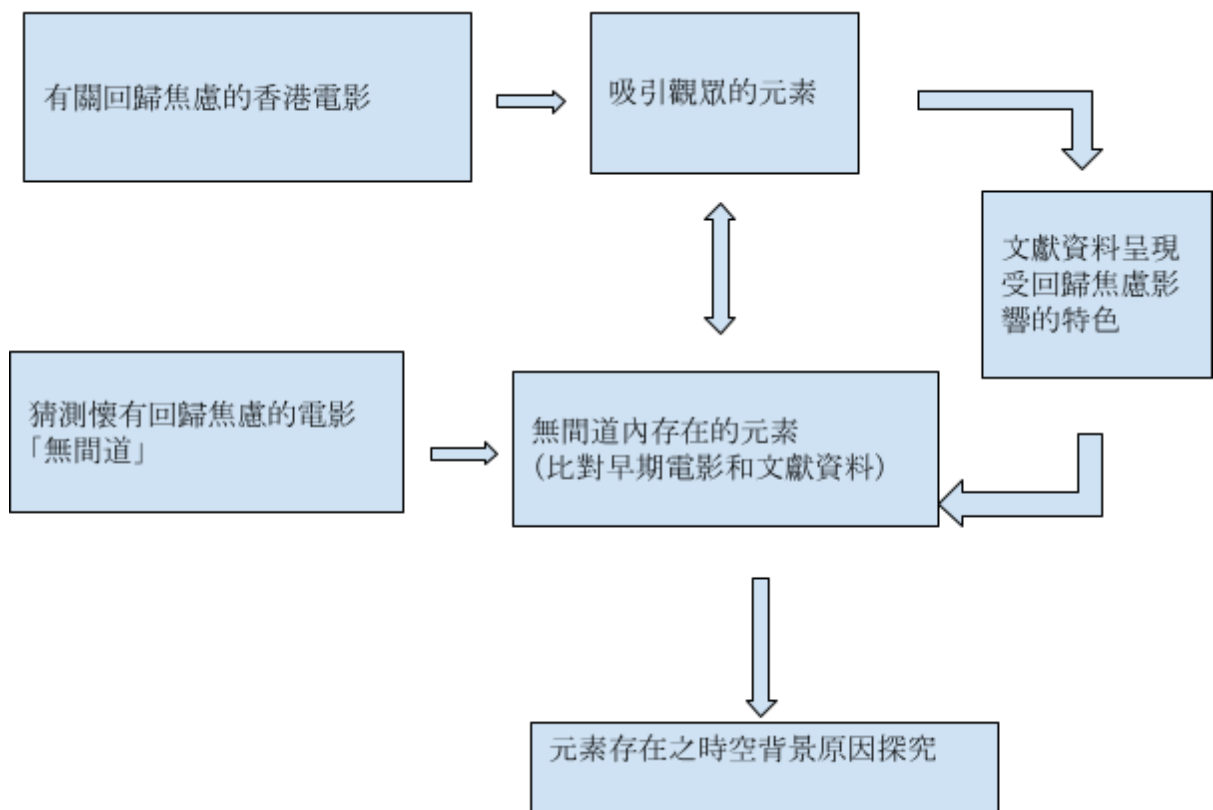 有關回歸焦慮的香港電影
吸引觀眾的元素
文獻資料呈現
受回歸焦慮影
響的特色
猜測懷有回歸焦慮的電影
「無間道」
無間道內存在的元素
(比對早期電影和文獻資料)
元素存在之時空背景原因探究